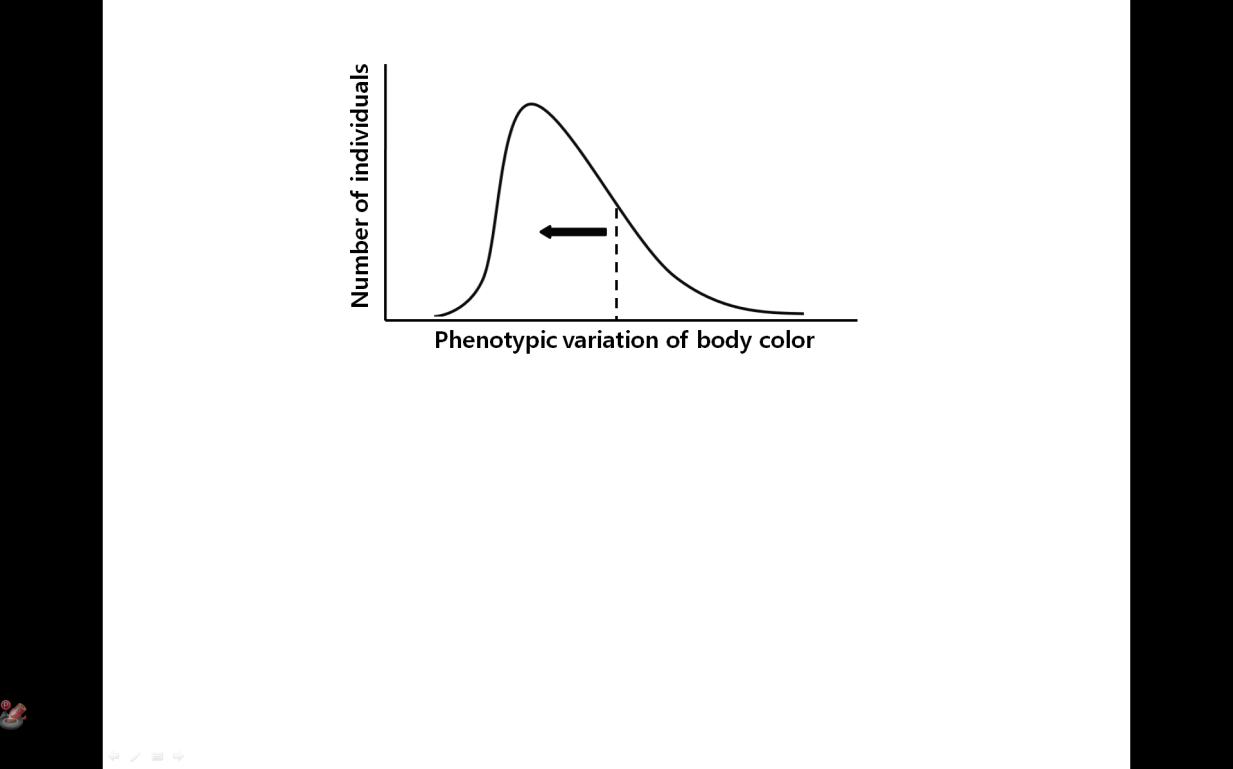 Number of individuals
Phenotypic variation of body color